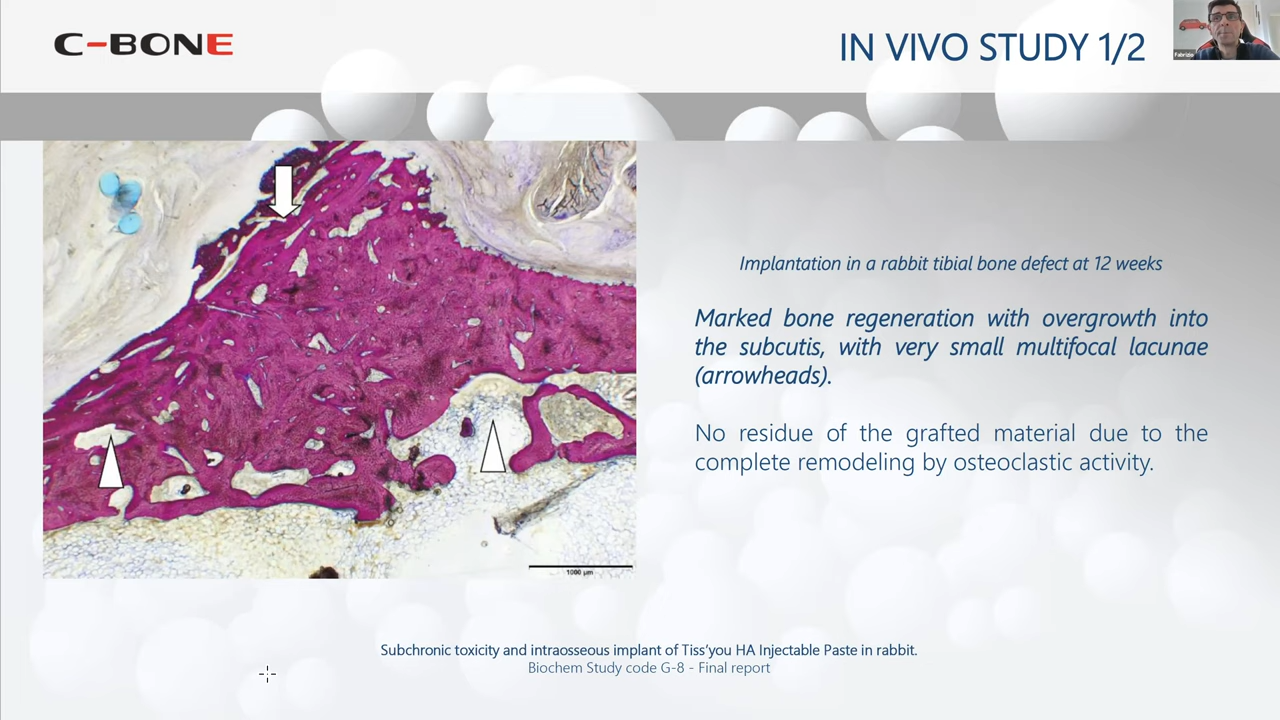 C-BONE
IN VIVO STUDY 1/2
Fabrizio
Implantation in a rabbit tibial bone defect at 12 weeks
Marked bone regeneration with overgrowth into
the subcutis, with very small multifocal lacunae
(arrowheads).
No residue of the grafted material due to the
complete remodeling by osteoclastic activity.
1000 µm
Subchronic toxicity and intraosseous implant of Tiss'you HA Injectable Paste in rabbit.
Biochem Study code G-8 - Final report